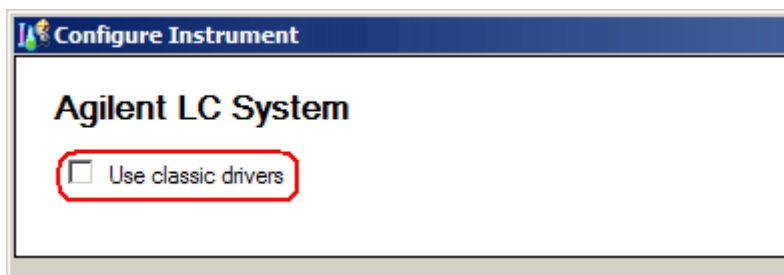 Configure Instrument
Agilent LC System
Use classic drivers